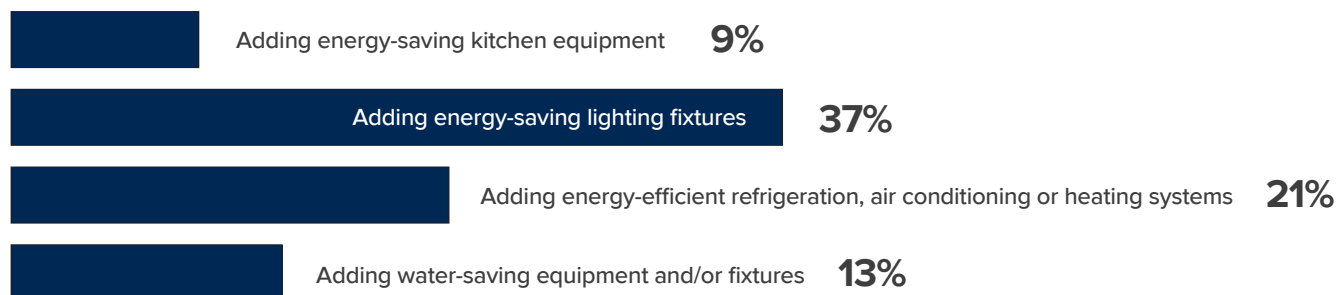 Adding energy-saving kitchen equipment 9%
Adding energy-saving lighting fixtures 37%
Adding energy-efficient refrigeration, air conditioning or heating systems 21%
Adding water-saving equipment and/or fixtures 13%